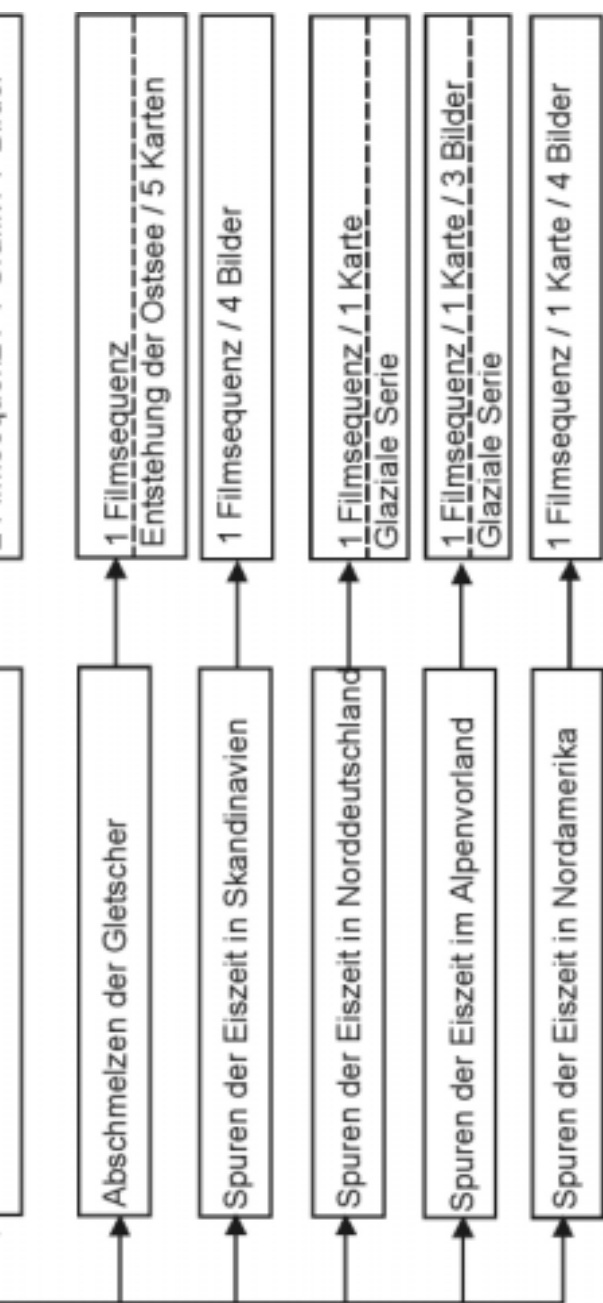 Abschmelzen der Gletscher
1 Filmsequenz
Entstehung der Ostsee / 5 Karten
Spuren der Eiszeit in Skandinavien
1 Filmsequenz / 4 Bilder
Spuren der Eiszeit in Norddeutschland
1 Filmsequenz / 1 Karte
Glaziale Serie
Spuren der Eiszeit im Alpenvorland
1 Filmsequenz / 1 Karte / 3 Bilder
Glaziale Serie
Spuren der Eiszeit in Nordamerika
1 Filmsequenz / 1 Karte / 4 Bilder